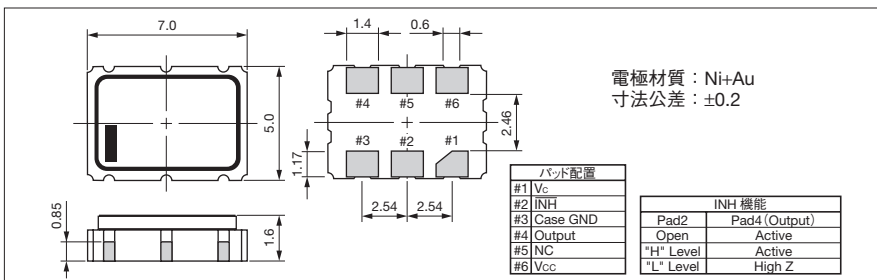 7.0
5.0
0.85
1.6
1.4
0.6
#4
#5
#6
#3
#2
#1
2.46
1.17
2.54
2.54
電極材質：Ni+Au
寸法公差：±0.2
パッド配置
#1 Vc
#2 I̅N̅H̅
#3 Case GND
#4 Output
#5 NC
#6 Vcc
INH 機能
Pad2 Pad4（Output）
Open Active
"H" Level Active
"L" Level High Z